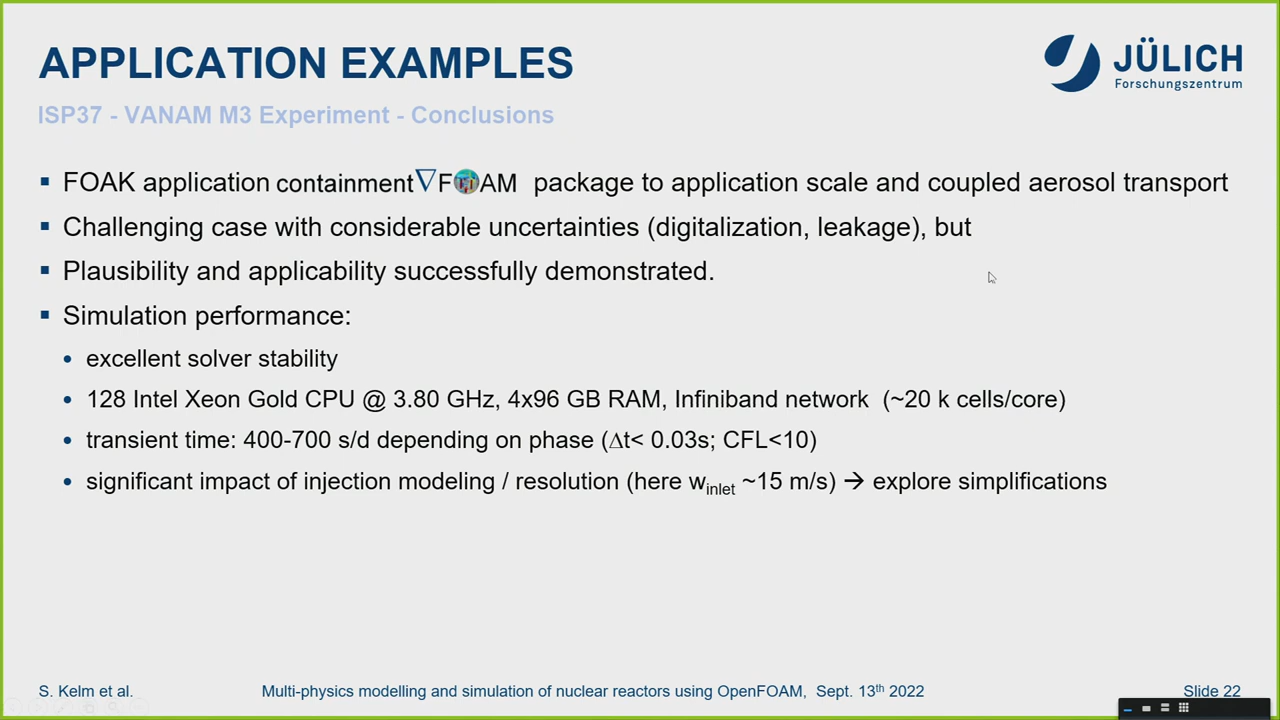 APPLICATION EXAMPLES
JÜLICH
Forschungszentrum
ISP37 - VANAM M3 Experiment - Conclusions
▪ FOAK application containment∇FOAM package to application scale and coupled aerosol transport
▪ Challenging case with considerable uncertainties (digitalization, leakage), but
▪ Plausibility and applicability successfully demonstrated.
▪ Simulation performance:
• excellent solver stability
• 128 Intel Xeon Gold CPU @ 3.80 GHz, 4x96 GB RAM, Infiniband network (~20 k cells/core)
• transient time: 400-700 s/d depending on phase (Δt< 0.03s; CFL<10)
• significant impact of injection modeling / resolution (here winlet ~15 m/s) → explore simplifications
S. Kelm et al.
Multi-physics modelling and simulation of nuclear reactors using OpenFOAM, Sept. 13th 2022
Slide 22